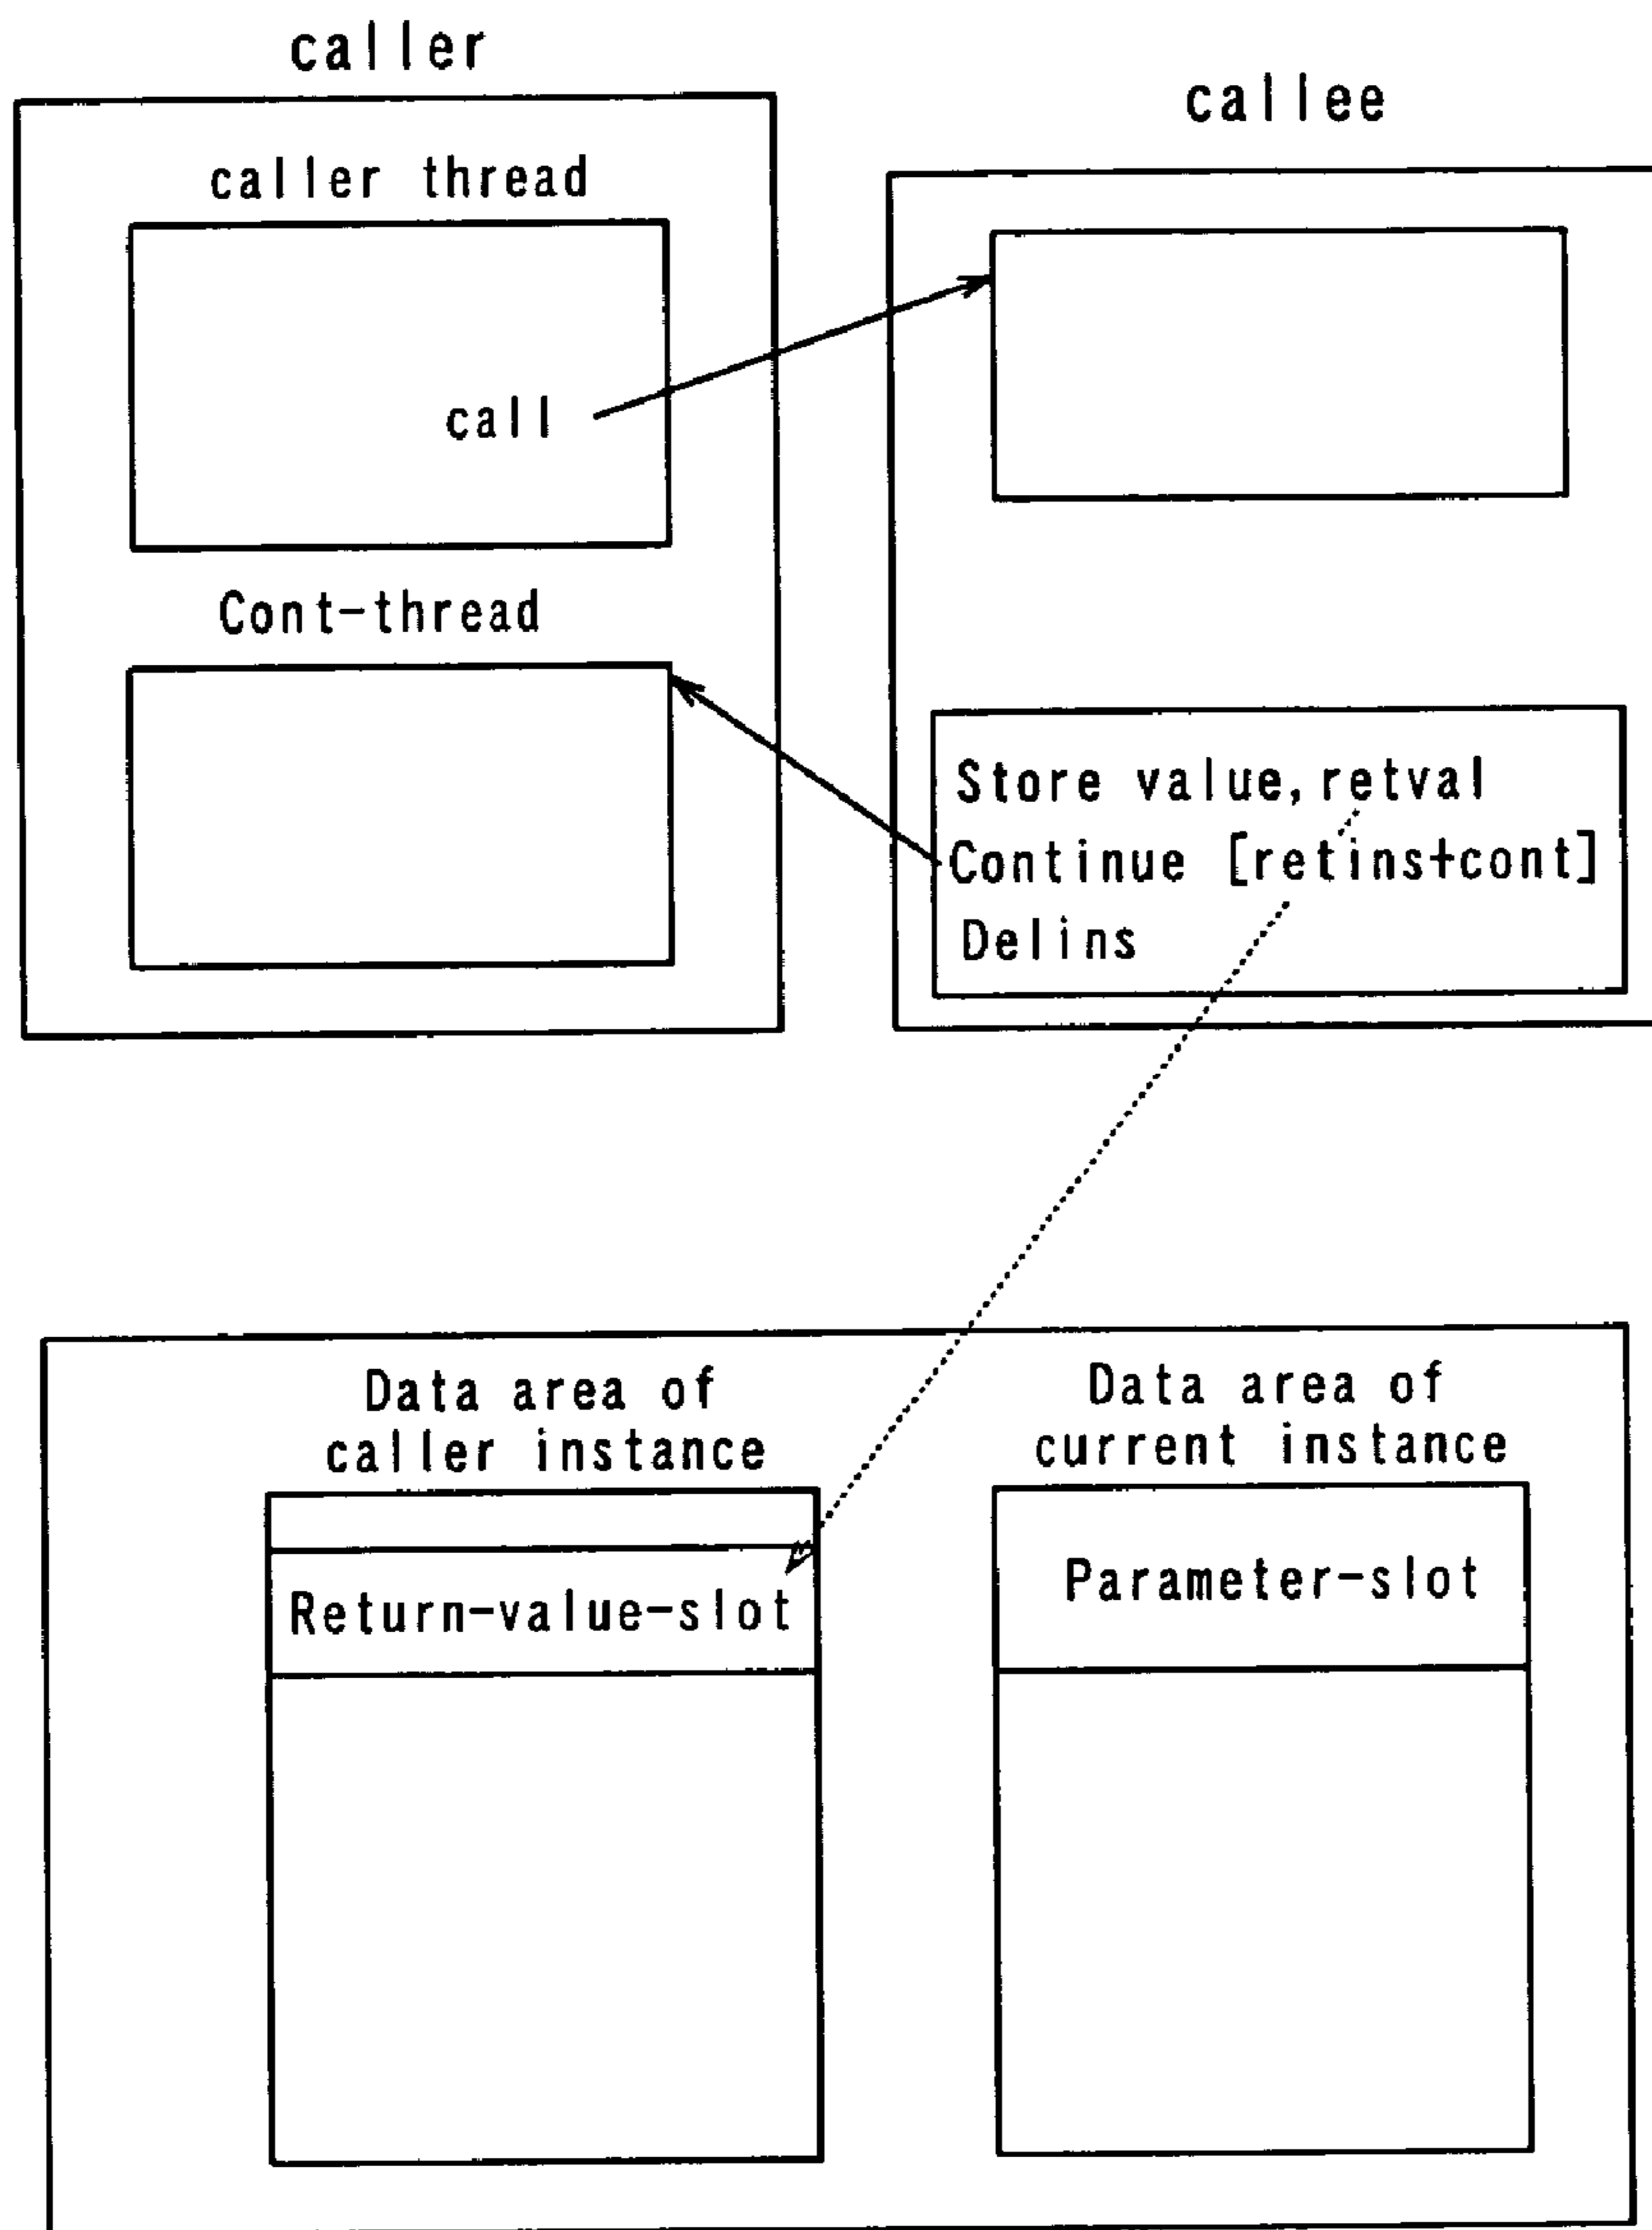 caller
callee
caller thread
call
Cont-thread
Store value,retval
Continue [retins+cont]
Delins
Data area of
caller instance
Data area of
current instance
Return-value-slot
Parameter-slot